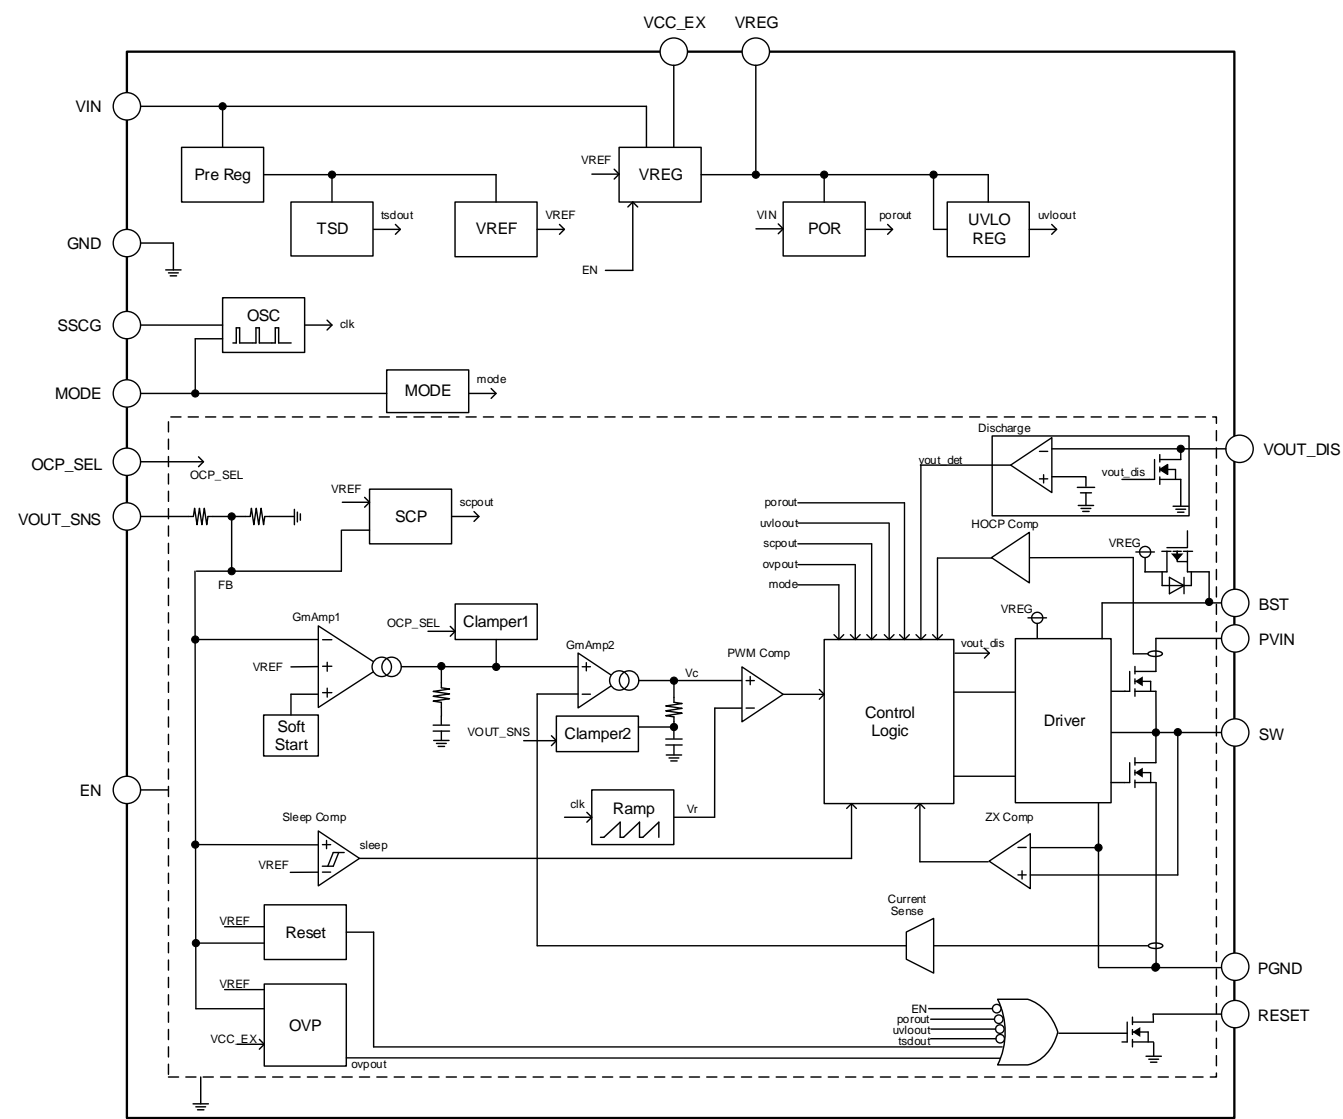 VCC_EX
VREG
VIN
Pre Reg
TSD
tsdout
VREF
VREF
VREF
VREG
EN
VIN
POR
porout
UVLO
REG
uvloout
GND
SSCG
OSC
clk
MODE
MODE
mode
OCP_SEL
OCP_SEL
VOUT_SNS
VREF
SCP
scpout
FB
Discharge
vout_det
vout_dis
VOUT_DIS
porout
uvloout
scpout
ovpout
mode
HOCP Comp
VREG
BST
PVIN
GmAmp1
VREF
Soft
Start
OCP_SEL
Clamper1
GmAmp2
Vc
VOUT_SNS
Clamper2
PWM Comp
Control
Logic
vout_dis
VREG
Driver
SW
EN
clk
Ramp
Vr
Sleep Comp
VREF
sleep
ZX Comp
Current
Sense
VREF
Reset
VREF
OVP
VCC_EX
ovpout
EN
porout
uvloout
tsdout
PGND
RESET